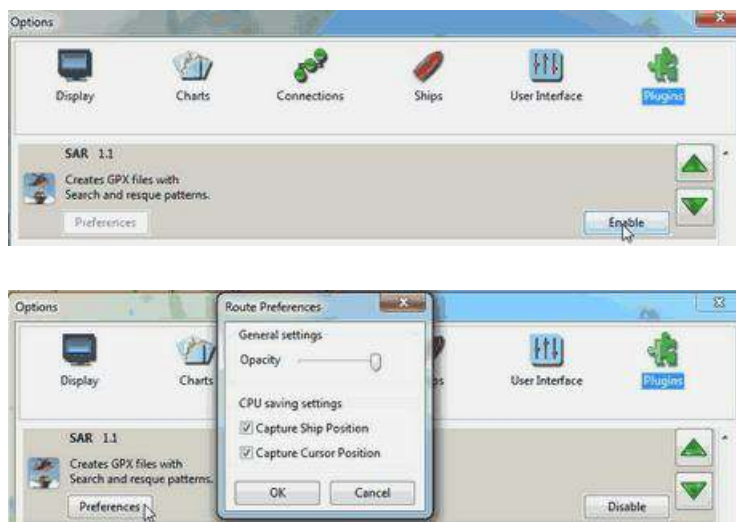 Options
Display Charts Connections Ships User Interface Plugins
SAR 1.1
Creates GPX files with
Search and resque patterns.
Preferences Enable
Options Route Preferences
General settings
Opacity
Display Charts User Interface Plugins
CPU saving settings
Capture Ship Position
SAR 1.1
Capture Cursor Position
Creates GPX files with
Search and resque patterns.
OK Cancel
Preferences Disable